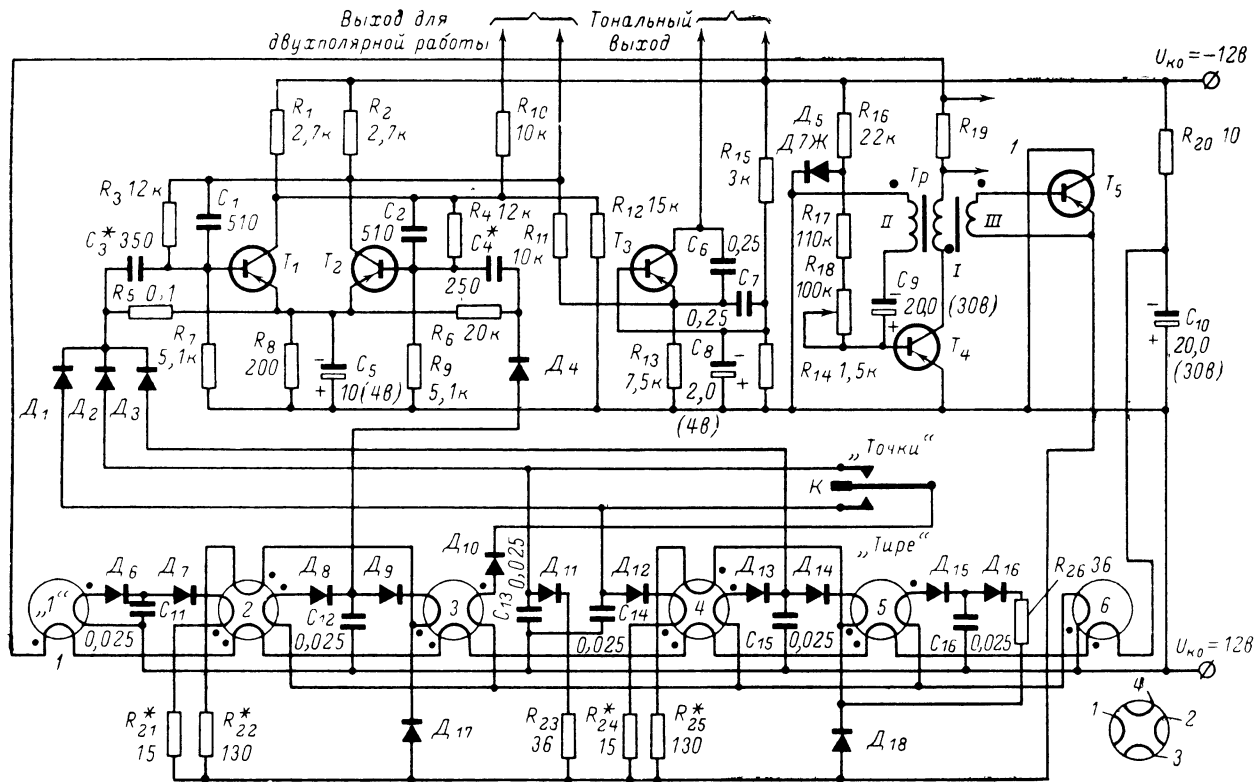 Выход для
двухполярной работы
Тональный
выход
Uко = -12В
R1
2,7к
R2
2,7к
R10
10к
Д5
Д7Ж
R16
22к
R19
1
R20 10
R15
3к
Тр
T5
R3 12к
C1
510
C2
510
R4 12к
R12 15к
R11
10к
T3
C6
0,25
R17
110к
II
III
C3* 350
C4*
250
T1
T2
C7
0,25
R18
100к
I
C9
20,0 (30В)
R5 0,1
R6
20к
T4
C10
20,0
(30В)
R7
5,1к
R8
200
C5
10(4В)
R9
5,1к
Д4
R13
7,5к
C8
2,0
(4В)
R14 1,5к
Д1
Д2
Д3
„Точки“
К
„Тире“
Д6
Д7
Д8
Д9
Д10
0,025
Д11
Д12
Д13
Д14
Д15
Д16
R26 36
„1“
C11
2
C12
3
C13
C14
4
C15
5
C16
6
1
0,025
0,025
0,025
0,025
0,025
Uко = 12В
R21*
15
R22*
130
Д17
R23
36
R24*
15
R25*
130
Д18
4
1
2
3